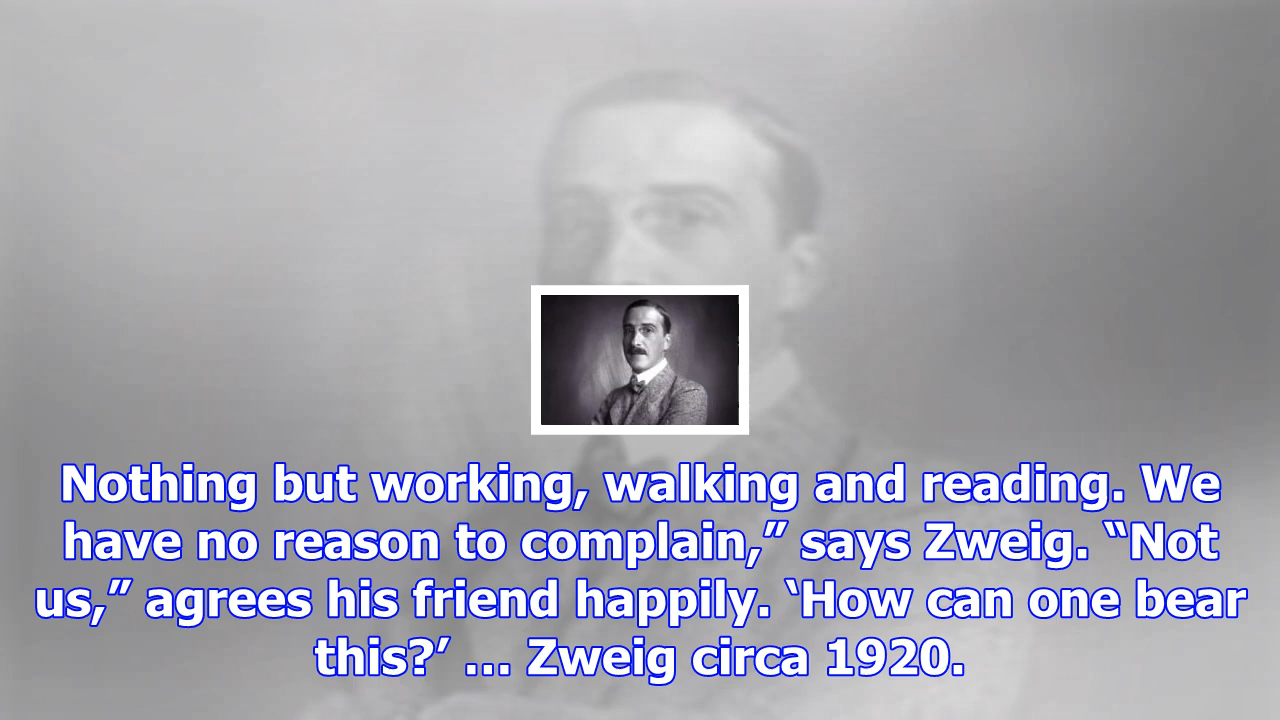 Nothing but working, walking and reading. We
have no reason to complain,” says Zweig. “Not
us,” agrees his friend happily. ‘How can one bear
this?’ ... Zweig circa 1920.